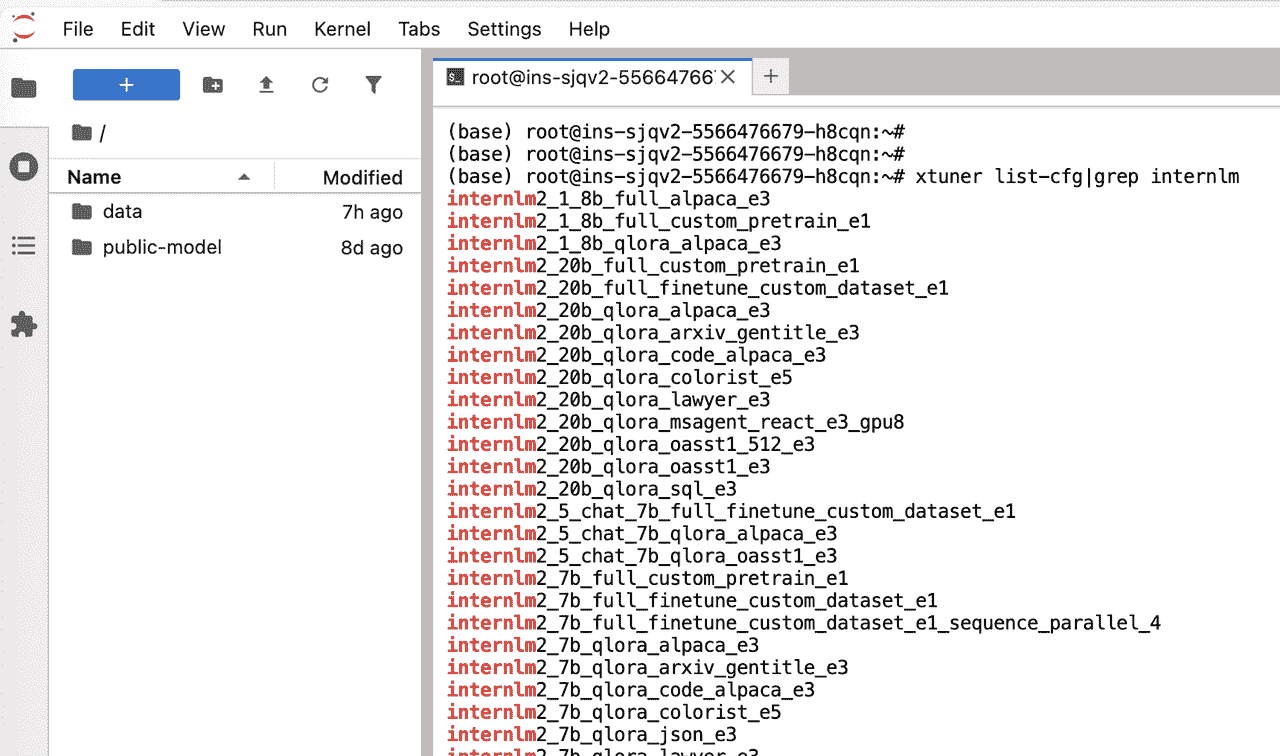 File Edit View Run Kernel Tabs Settings Help
/
Name Modified
data 7h ago
public-model 8d ago
root@ins-sjqv2-55664766
(base) root@ins-sjqv2-5566476679-h8cqn:~#
(base) root@ins-sjqv2-5566476679-h8cqn:~#
(base) root@ins-sjqv2-5566476679-h8cqn:~# xtuner list-cfg|grep internlm
internlm2_1_8b_full_alpaca_e3
internlm2_1_8b_full_custom_pretrain_e1
internlm2_1_8b_qlora_alpaca_e3
internlm2_20b_full_custom_pretrain_e1
internlm2_20b_full_finetune_custom_dataset_e1
internlm2_20b_qlora_alpaca_e3
internlm2_20b_qlora_arxiv_gentitle_e3
internlm2_20b_qlora_code_alpaca_e3
internlm2_20b_qlora_colorist_e5
internlm2_20b_qlora_lawyer_e3
internlm2_20b_qlora_msagent_react_e3_gpu8
internlm2_20b_qlora_oasst1_512_e3
internlm2_20b_qlora_oasst1_e3
internlm2_20b_qlora_sql_e3
internlm2_5_chat_7b_full_finetune_custom_dataset_e1
internlm2_5_chat_7b_qlora_alpaca_e3
internlm2_5_chat_7b_qlora_oasst1_e3
internlm2_7b_full_custom_pretrain_e1
internlm2_7b_full_finetune_custom_dataset_e1
internlm2_7b_full_finetune_custom_dataset_e1_sequence_parallel_4
internlm2_7b_qlora_alpaca_e3
internlm2_7b_qlora_arxiv_gentitle_e3
internlm2_7b_qlora_code_alpaca_e3
internlm2_7b_qlora_colorist_e5
internlm2_7b_qlora_json_e3
internlm2_7b_qlora_lawyer_e3